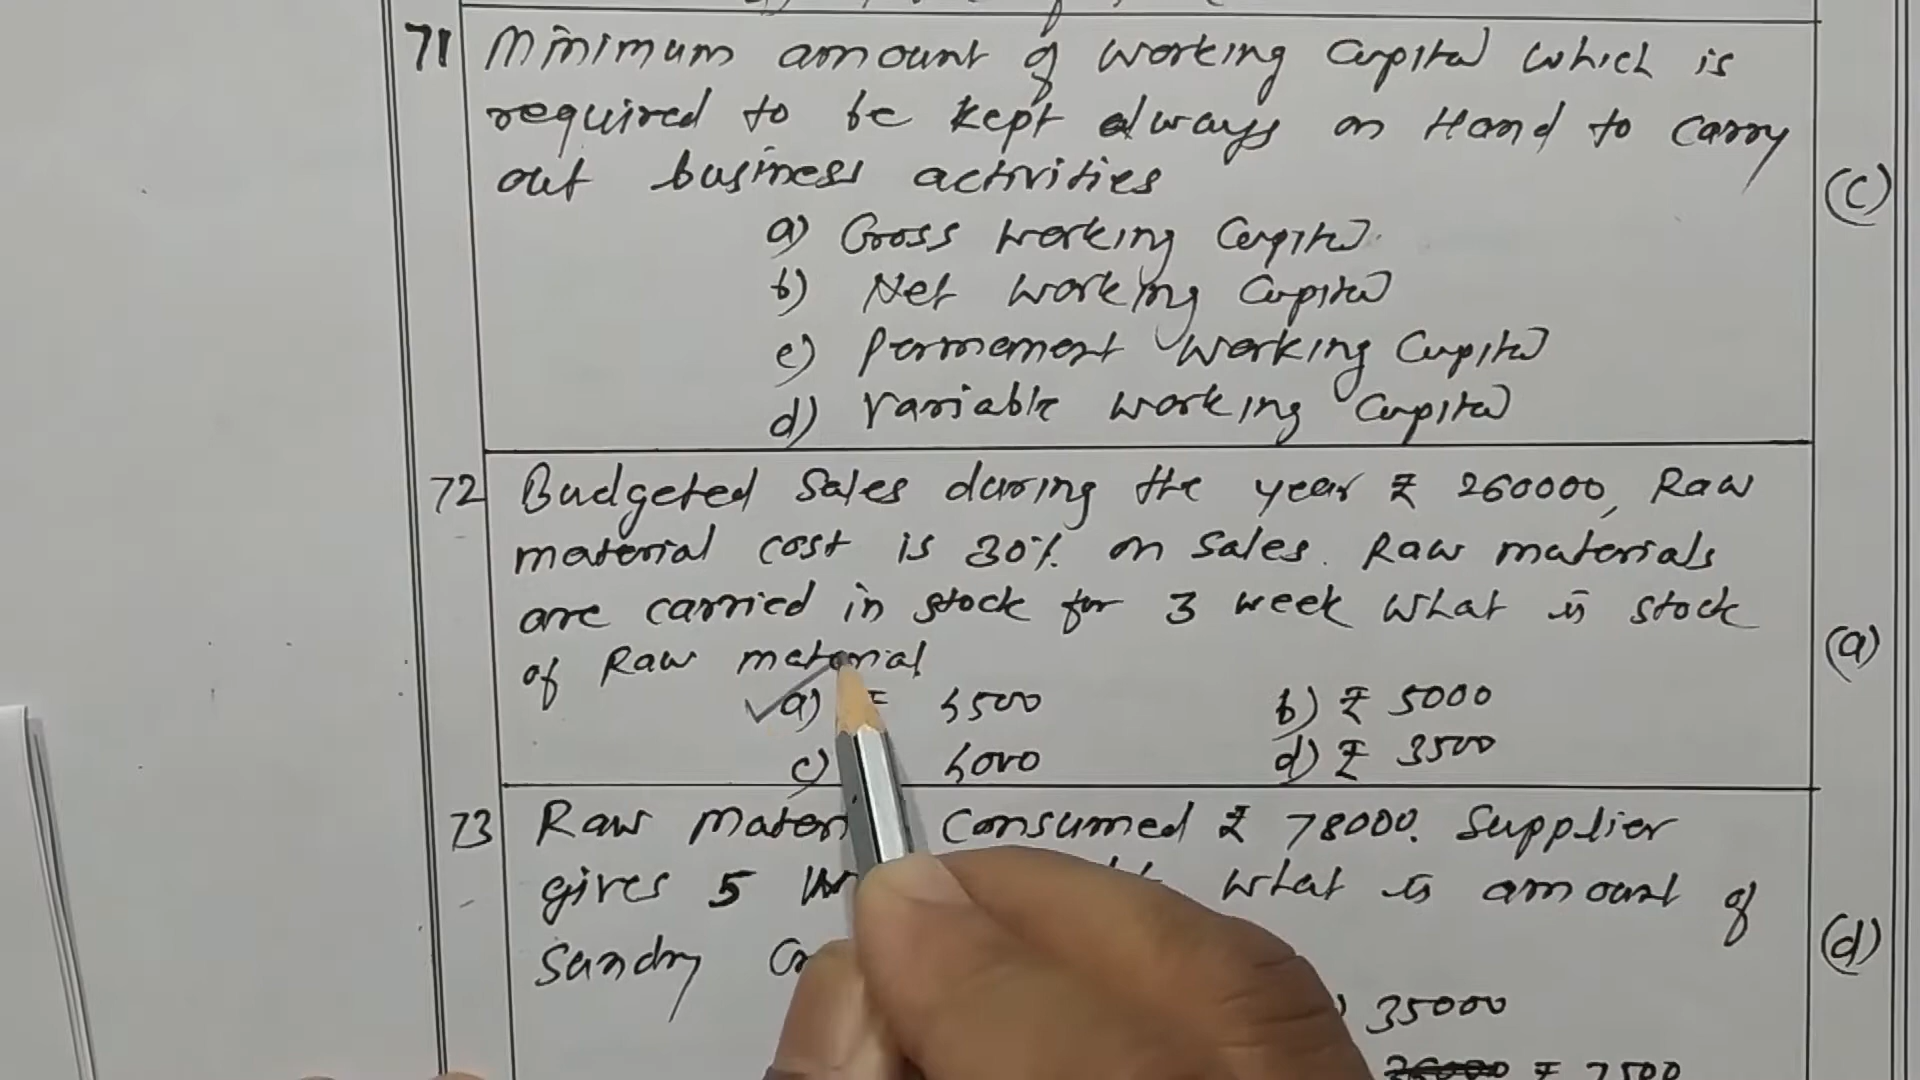 71 Minimum amount of working Capital which is
required to be kept always on Hand to carry
out business activities
(c)
a) Gross working Capital.
b) Net working Capital
c) Permanent working Capital
d) Variable working Capital
72 Budgeted Sales during the year ₹ 260000, Raw
material cost is 30% on Sales. Raw materials
are carried in stock for 3 week what is stock
of Raw material
(a)
a) ₹ 4500 b) ₹ 5000
c) 4000 d) ₹ 3500
73 Raw Materi Consumed ₹ 78000. Supplier
gives 5 what is amount of
Sundry
(d)
35000
₹ 7500